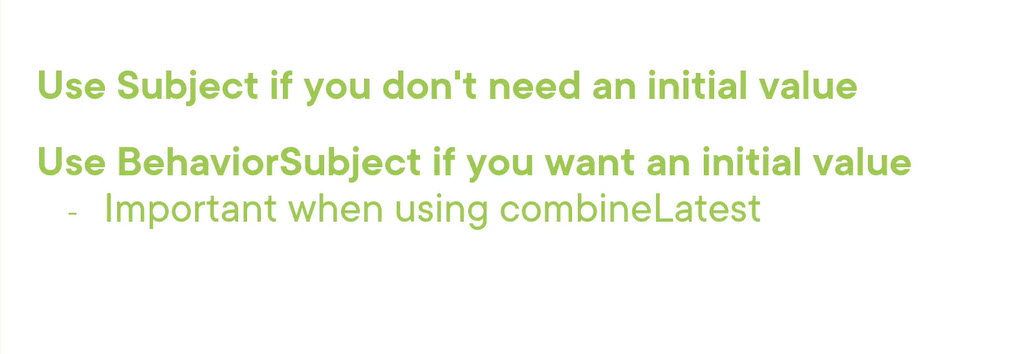 Use Subject if you don't need an initial value
Use BehaviorSubject if you want an initial value
- Important when using combineLatest